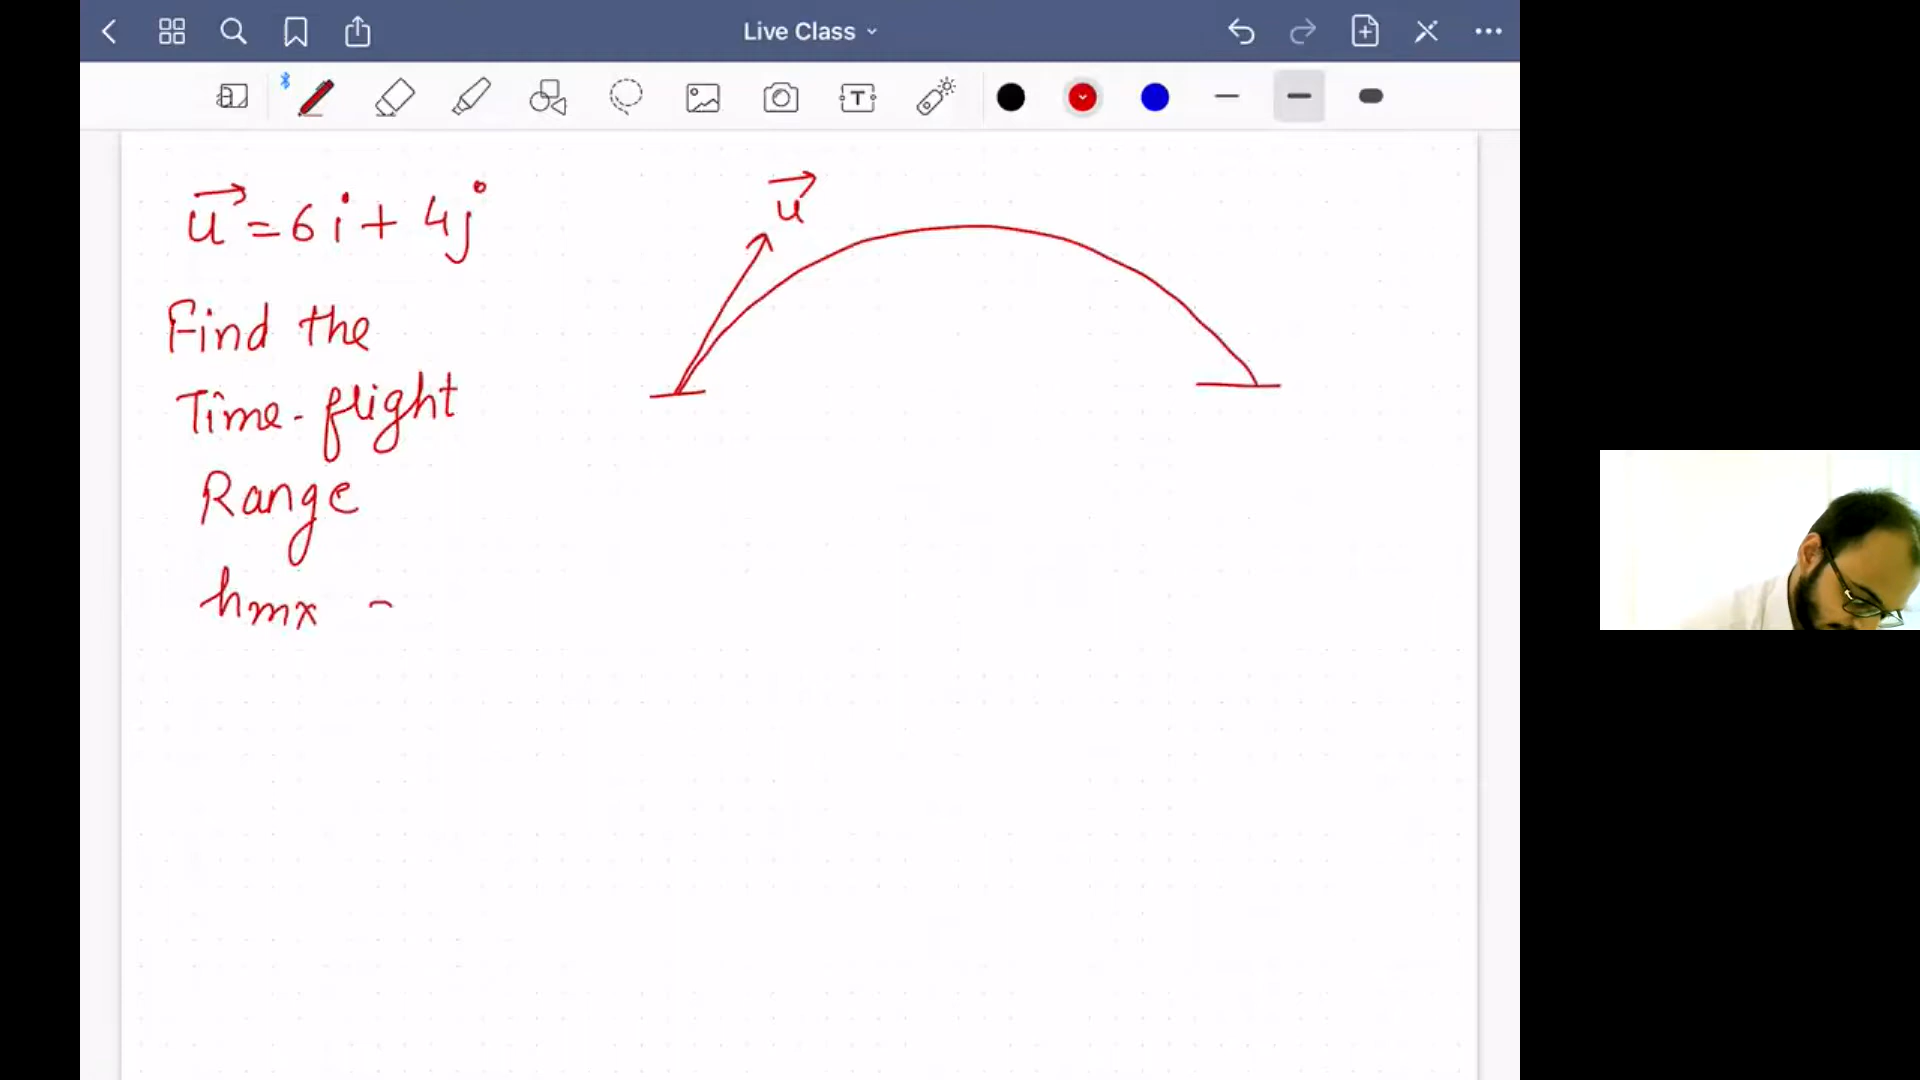 Live Class
T
u = 6i + 4j
u
Find the
Time-flight
Range
hmx